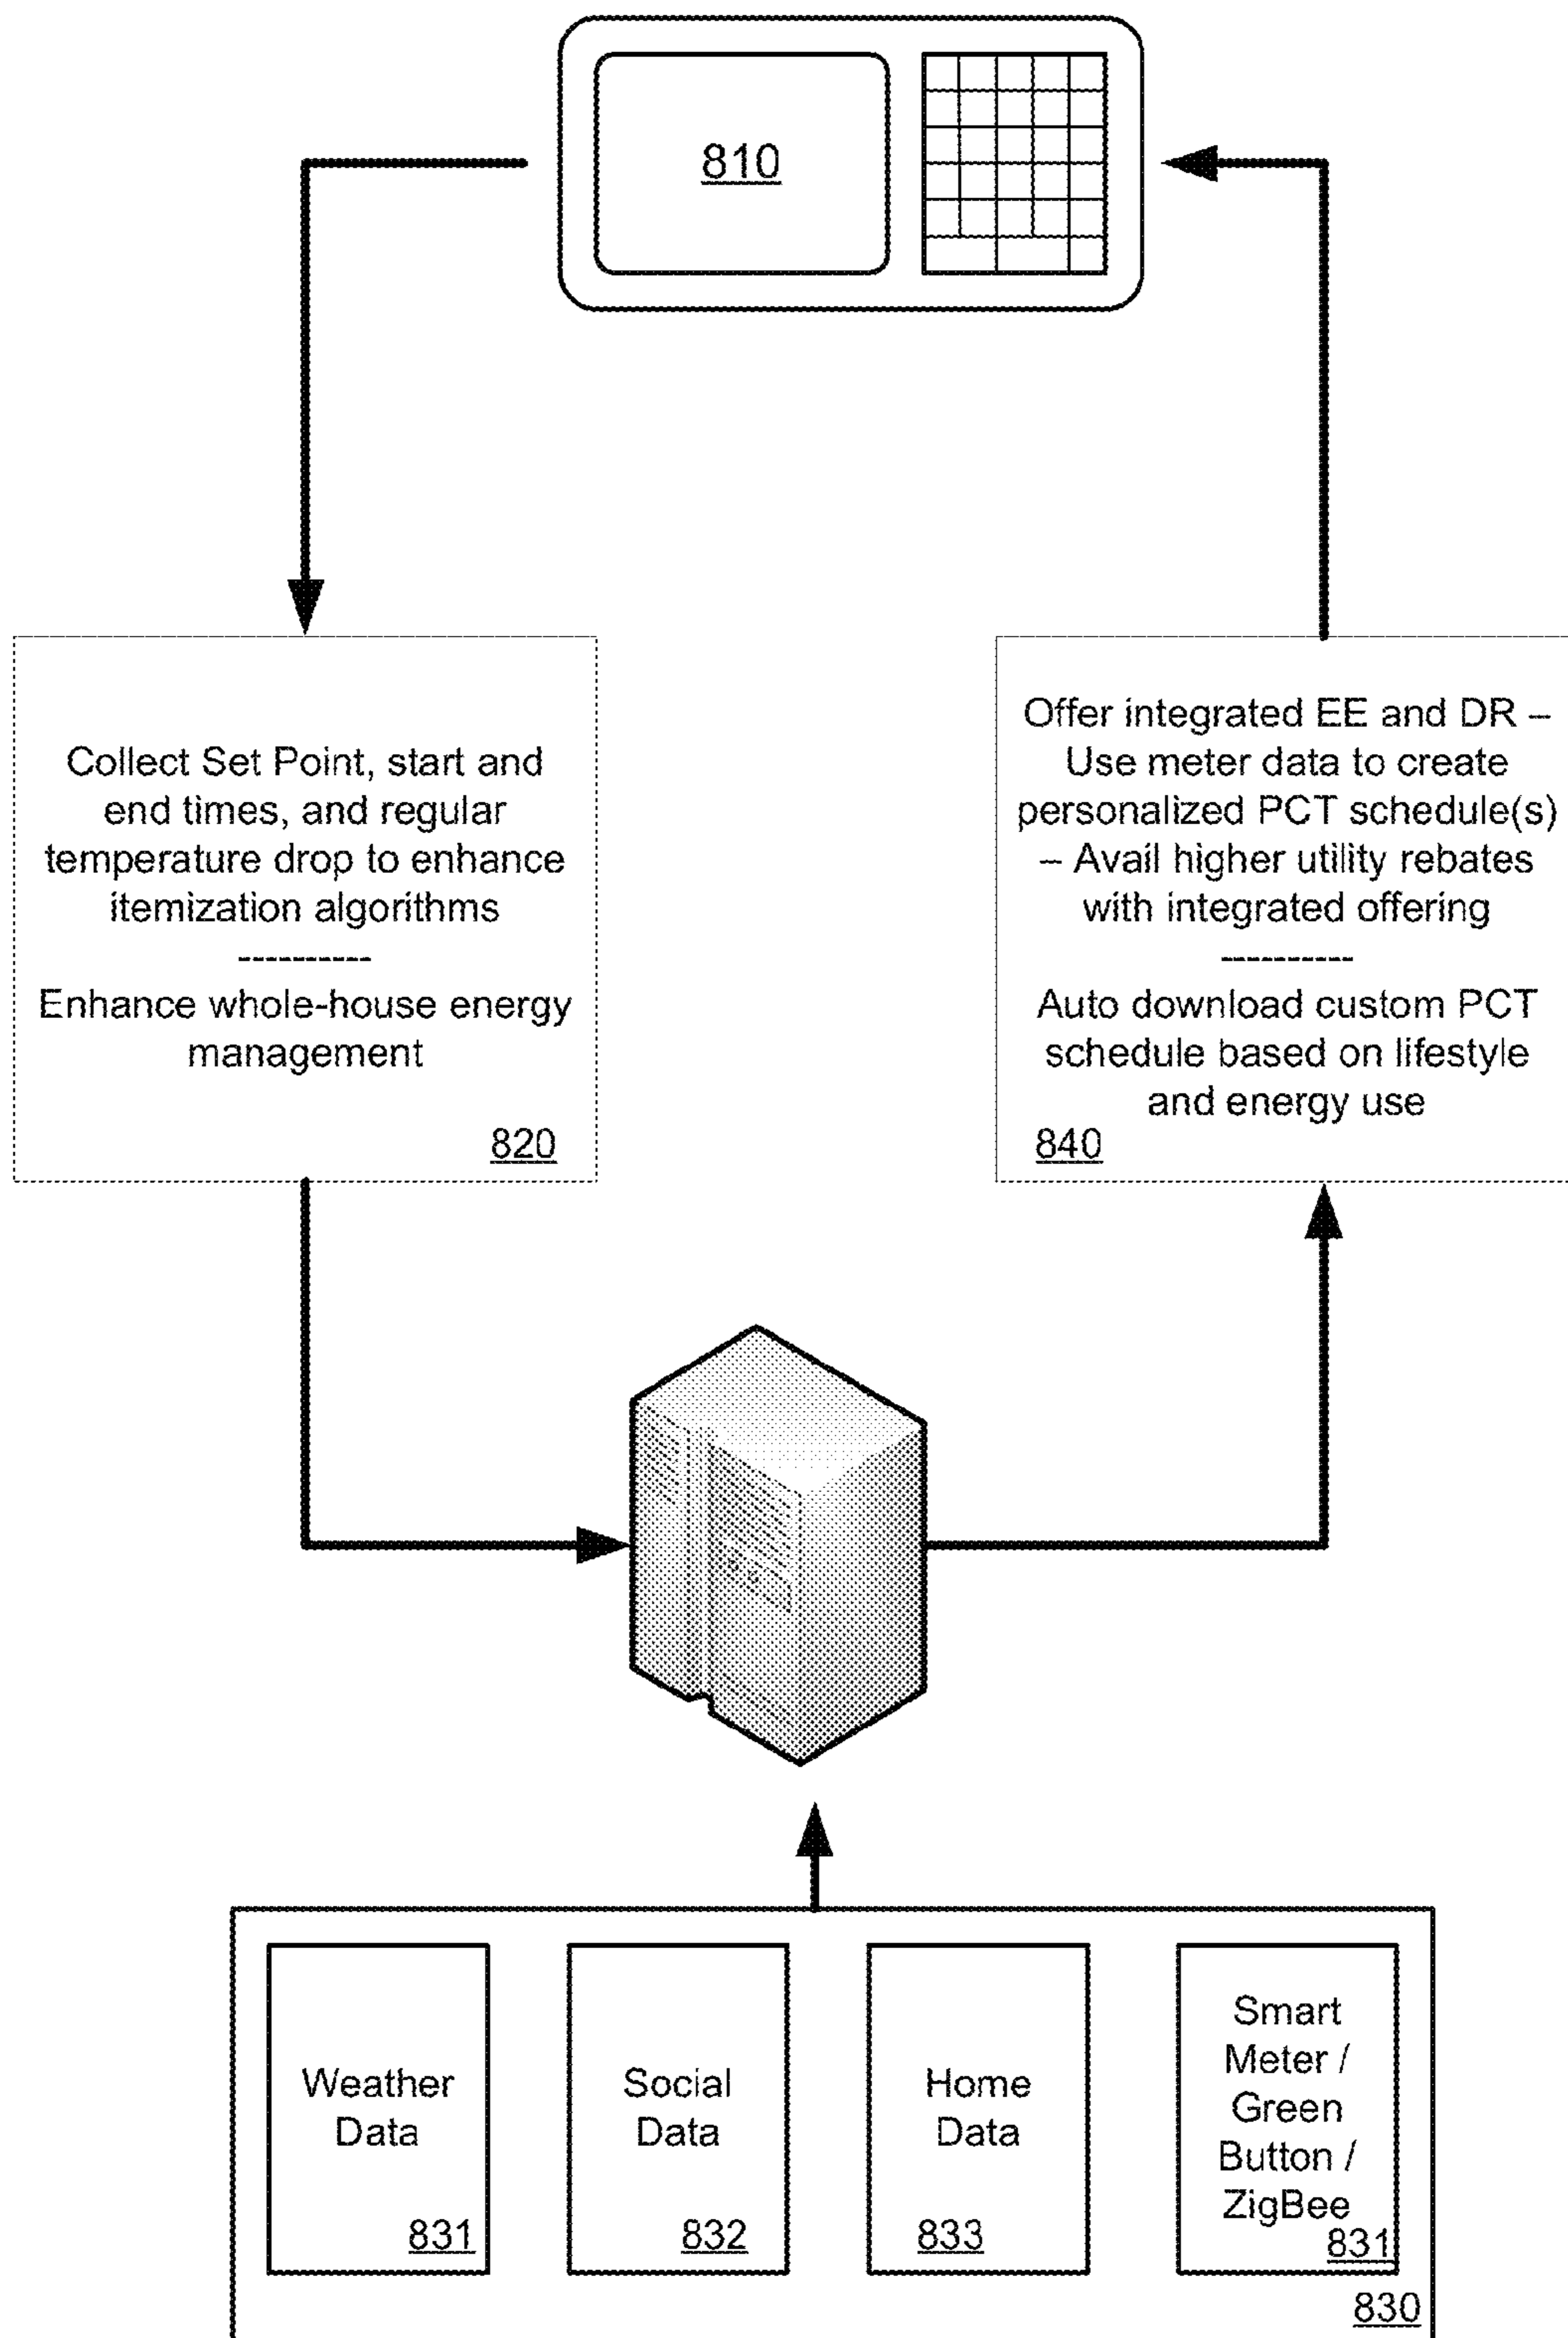 810
Collect Set Point, start and
end times, and regular
temperature drop to enhance
itemization algorithms
----------
Enhance whole-house energy
management
820
Offer integrated EE and DR –
Use meter data to create
personalized PCT schedule(s)
– Avail higher utility rebates
with integrated offering
----------
Auto download custom PCT
schedule based on lifestyle
and energy use
840
Weather
Data
831
Social
Data
832
Home
Data
833
Smart
Meter /
Green
Button /
ZigBee
831
830